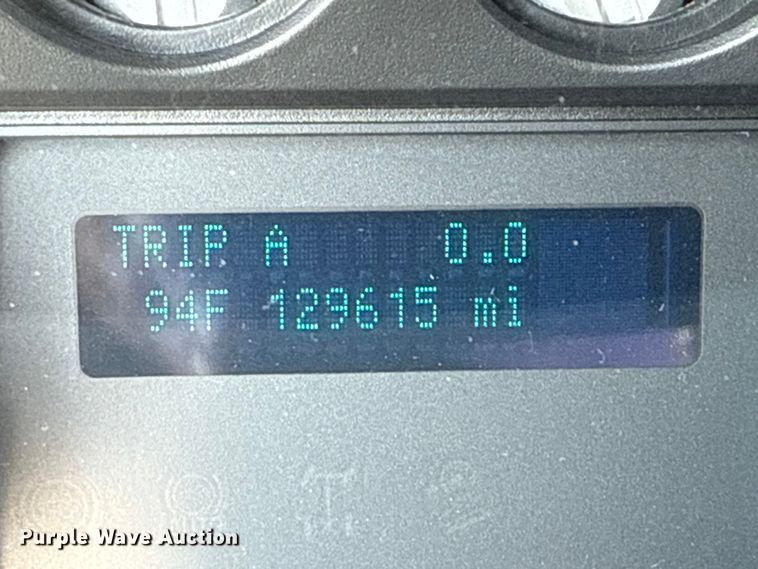 TRIP A 0.0
94F 129615 mi
Purple Wave Auction